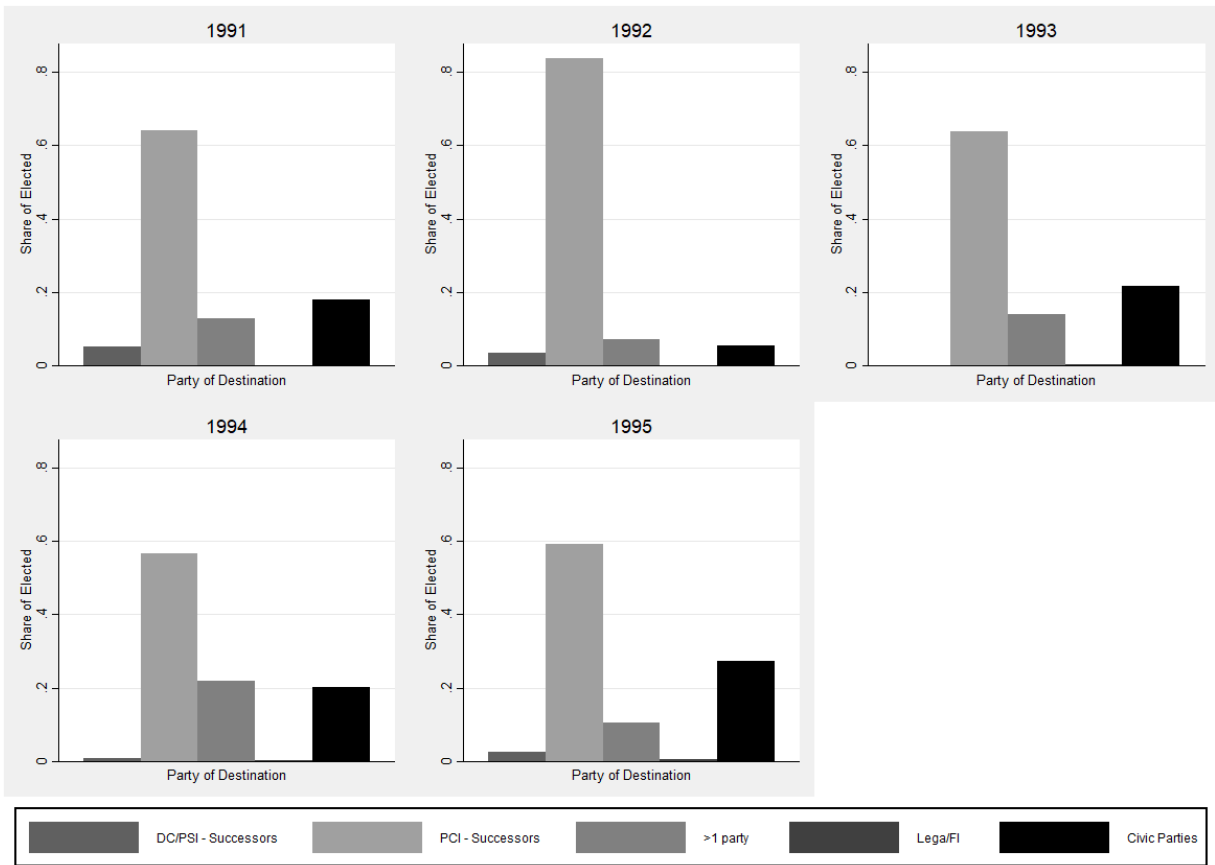 1991
1992
1993
Share of Elected
0 .2 .4 .6 .8
Party of Destination
Share of Elected
0 .2 .4 .6 .8
Party of Destination
Share of Elected
0 .2 .4 .6 .8
Party of Destination
1994
1995
Share of Elected
0 .2 .4 .6 .8
Party of Destination
Share of Elected
0 .2 .4 .6 .8
Party of Destination
DC/PSI - Successors PCI - Successors >1 party Lega/FI Civic Parties